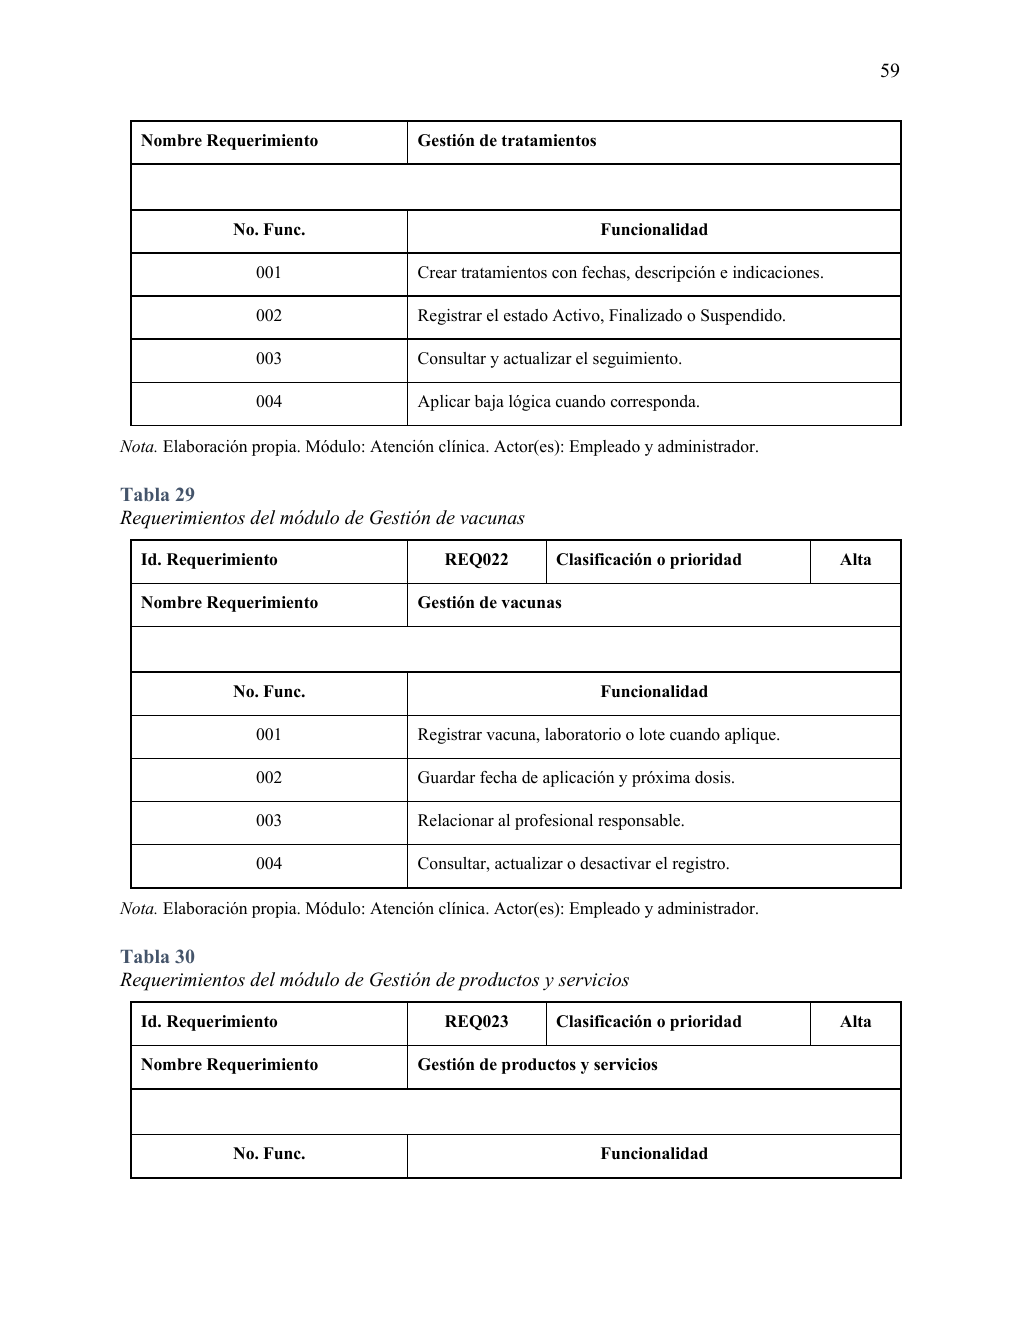 59
Nombre Requerimiento Gestión de tratamientos
No. Func. Funcionalidad
001 Crear tratamientos con fechas, descripción e indicaciones.
002 Registrar el estado Activo, Finalizado o Suspendido.
003 Consultar y actualizar el seguimiento.
004 Aplicar baja lógica cuando corresponda.
Nota. Elaboración propia. Módulo: Atención clínica. Actor(es): Empleado y administrador.
Tabla 29
Requerimientos del módulo de Gestión de vacunas
Id. Requerimiento REQ022 Clasificación o prioridad Alta
Nombre Requerimiento Gestión de vacunas
No. Func. Funcionalidad
001 Registrar vacuna, laboratorio o lote cuando aplique.
002 Guardar fecha de aplicación y próxima dosis.
003 Relacionar al profesional responsable.
004 Consultar, actualizar o desactivar el registro.
Nota. Elaboración propia. Módulo: Atención clínica. Actor(es): Empleado y administrador.
Tabla 30
Requerimientos del módulo de Gestión de productos y servicios
Id. Requerimiento REQ023 Clasificación o prioridad Alta
Nombre Requerimiento Gestión de productos y servicios
No. Func. Funcionalidad